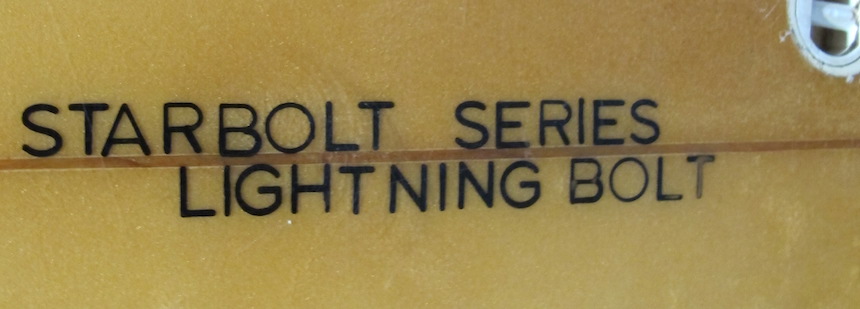 STARBOLT SERIES
LIGHTNING BOLT